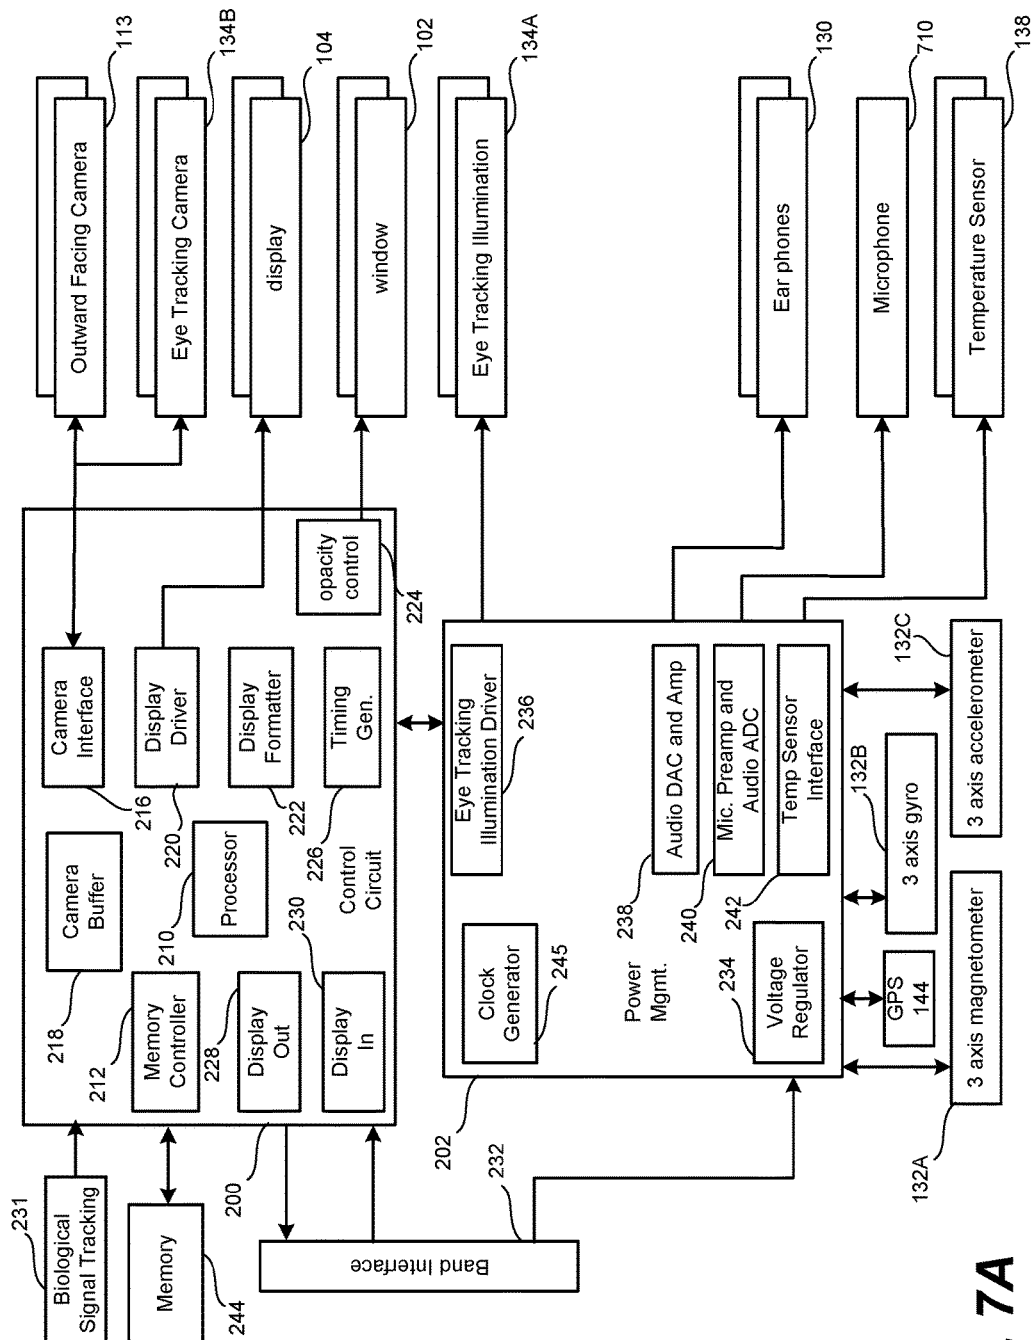 Outward Facing Camera
113
Eye Tracking Camera
134B
display
104
window
102
Eye Tracking Illumination
134A
Ear phones
130
Microphone
710
Temperature Sensor
138
Camera
Interface
216
Display
Driver
220
Display
Formatter
222
Timing
Gen.
226
opacity
control
224
Camera
Buffer
218
Processor
210
Control
Circuit
Memory
Controller
212
Display
Out
228
Display
In
230
200
Biological
Signal Tracking
231
Memory
244
Band Interface
232
Eye Tracking
Illumination Driver
236
Audio DAC and Amp
238
Mic. Preamp and
Audio ADC
240
Temp Sensor
Interface
242
Clock
Generator
245
Power
Mgmt.
Voltage
Regulator
234
202
3 axis magnetometer
132A
GPS
144
3 axis gyro
132B
3 axis accelerometer
132C
7A